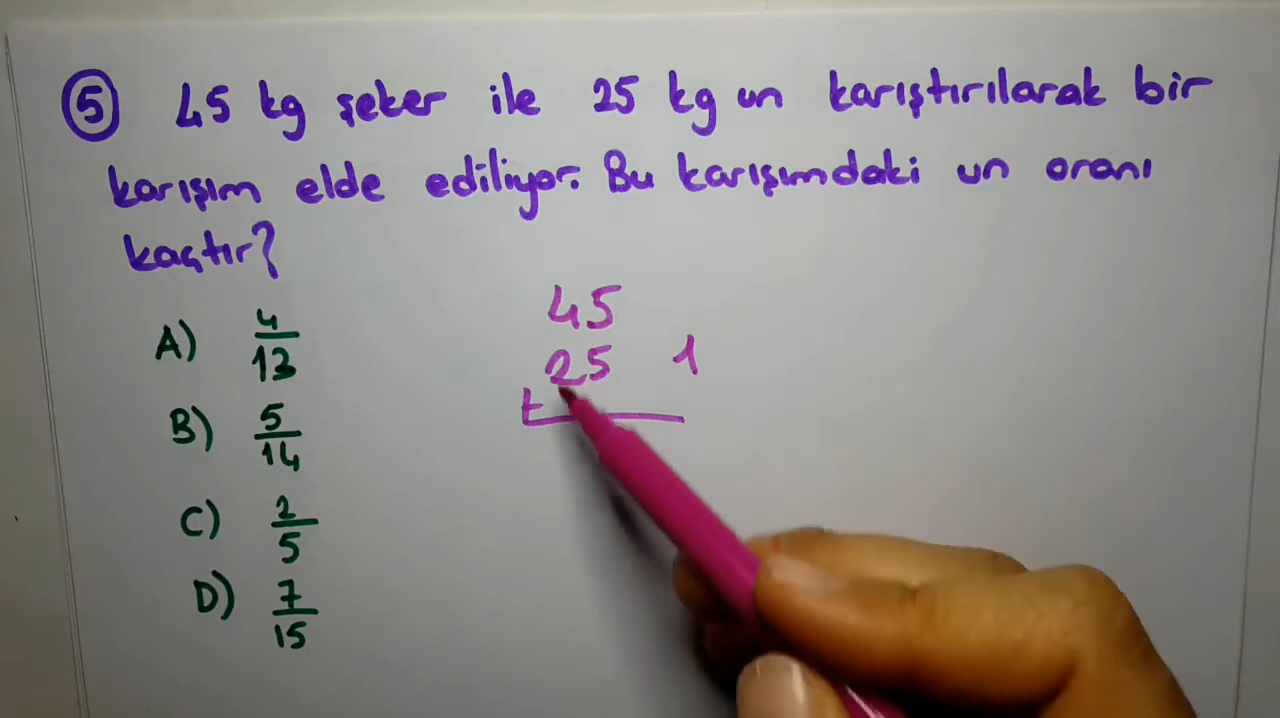 5 45 kg şeker ile 25 kg un karıştırılarak bir
karışım elde ediliyor. Bu karışımdaki un oranı
kaçtır?
A) 4/13
B) 5/14
C) 2/5
D) 7/15
45
25 1
+